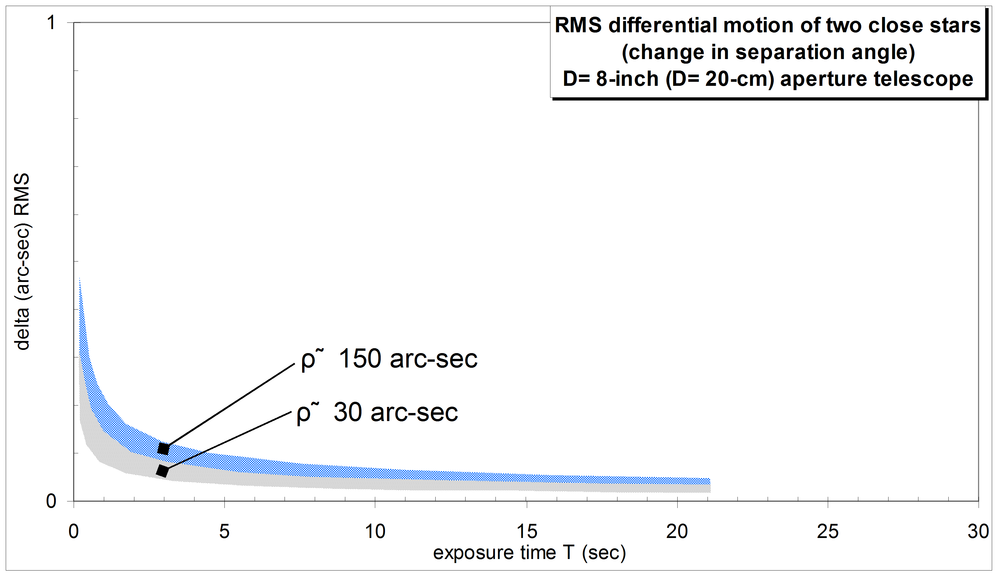 RMS differential motion of two close stars
(change in separation angle)
D= 8-inch (D= 20-cm) aperture telescope
1
delta (arc-sec) RMS
ρ˜ 150 arc-sec
ρ˜ 30 arc-sec
0
0 5 10 15 20 25 30
exposure time T (sec)